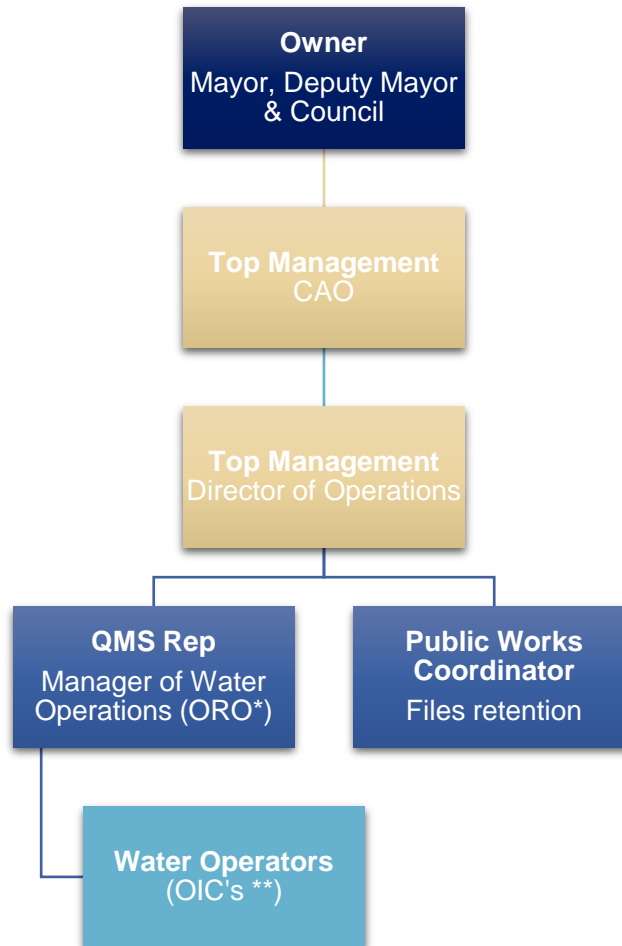 Owner
Mayor, Deputy Mayor
& Council
Top Management
CAO
Top Management
Director of Operations
QMS Rep
Manager of Water
Operations (ORO*)
Public Works
Coordinator
Files retention
Water Operators
(OIC's **)